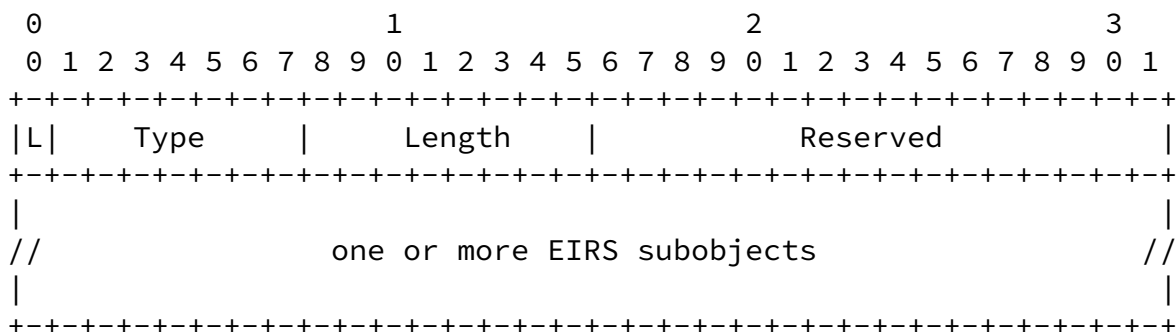 0                   1                   2                   3
 0 1 2 3 4 5 6 7 8 9 0 1 2 3 4 5 6 7 8 9 0 1 2 3 4 5 6 7 8 9 0 1
+-+-+-+-+-+-+-+-+-+-+-+-+-+-+-+-+-+-+-+-+-+-+-+-+-+-+-+-+-+-+-+-+
|L|    Type     |     Length    |           Reserved            |
+-+-+-+-+-+-+-+-+-+-+-+-+-+-+-+-+-+-+-+-+-+-+-+-+-+-+-+-+-+-+-+-+
|                                                               |
//                one or more EIRS subobjects                  //
|                                                               |
+-+-+-+-+-+-+-+-+-+-+-+-+-+-+-+-+-+-+-+-+-+-+-+-+-+-+-+-+-+-+-+-+